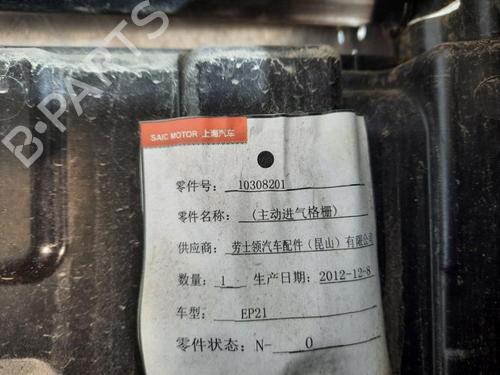 B-PARTS
SAIC MOTOR 上海汽车
零件号: 10308201
零件名称: (主动进气格栅)
供应商: 劳士领汽车配件（昆山）有限公司
数量: 1 生产日期: 2012-12-8
车型: EP21
零件状态: N- 0